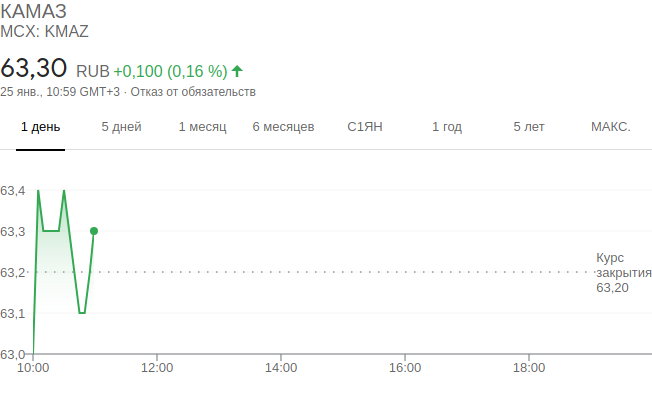 КАМАЗ
MCX: KMAZ
63,30 RUB +0,100 (0,16 %)
25 янв., 10:59 GMT+3 · Отказ от обязательств
1 день 5 дней 1 месяц 6 месяцев С1ЯН 1 год 5 лет МАКС.
63,4
63,3
Курс
63,2 закрытия
63,20
63,1
63,0
10:00 12:00 14:00 16:00 18:00